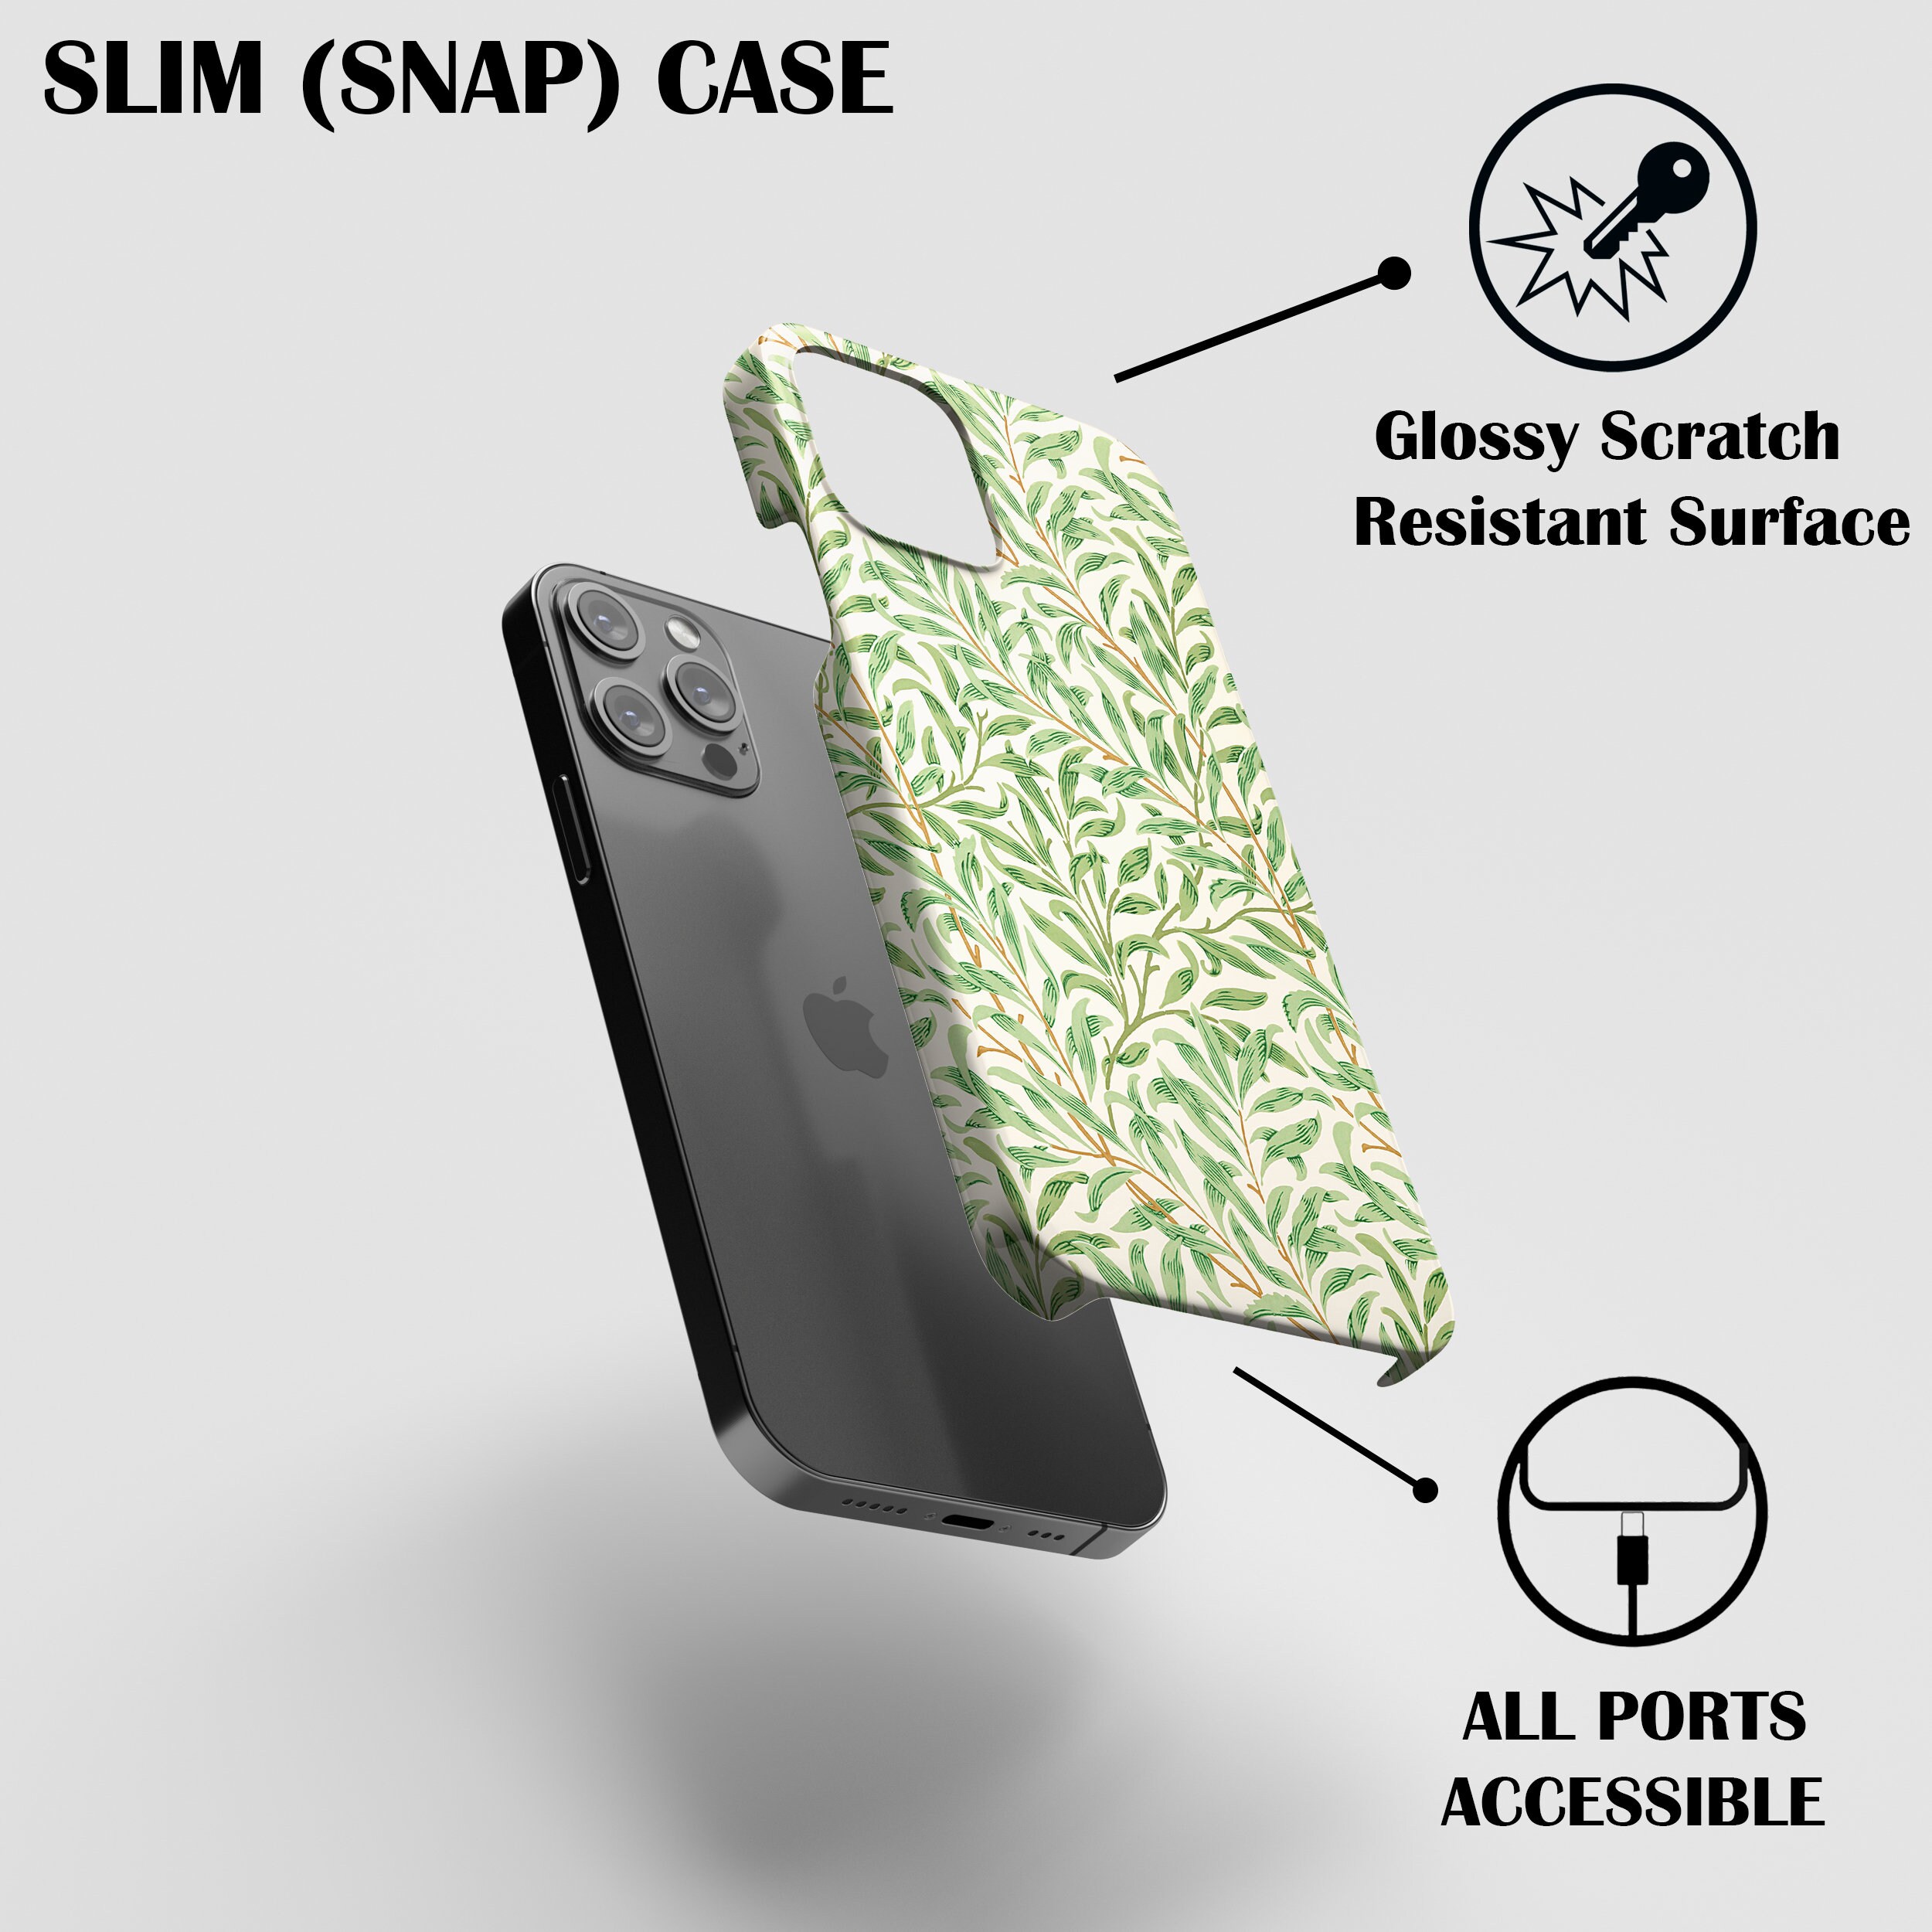 SLIM (SNAP) CASE
Glossy Scratch
Resistant Surface
ALL PORTS
ACCESSIBLE